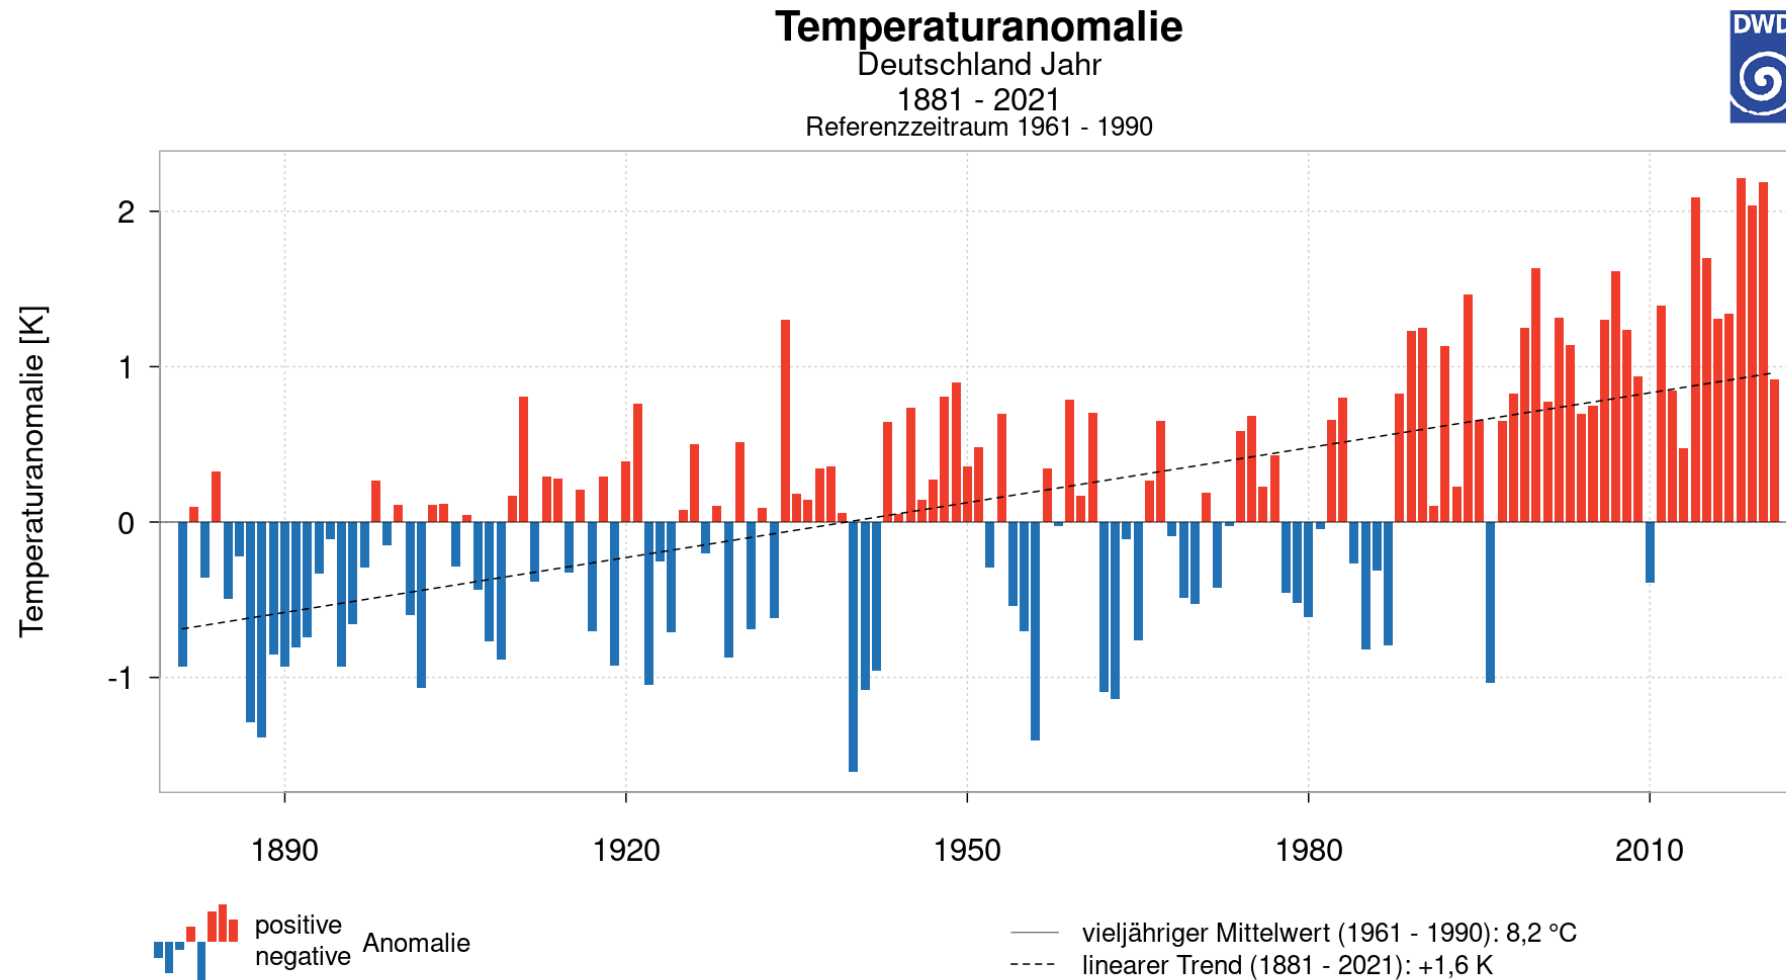 Temperaturanomalie
Deutschland Jahr
1881 - 2021
Referenzzeitraum 1961 - 1990
DWD
Temperaturanomalie [K]
2
1
0
-1
1890
1920
1950
1980
2010
positive
negative
Anomalie
vieljähriger Mittelwert (1961 - 1990): 8,2 °C
linearer Trend (1881 - 2021): +1,6 K